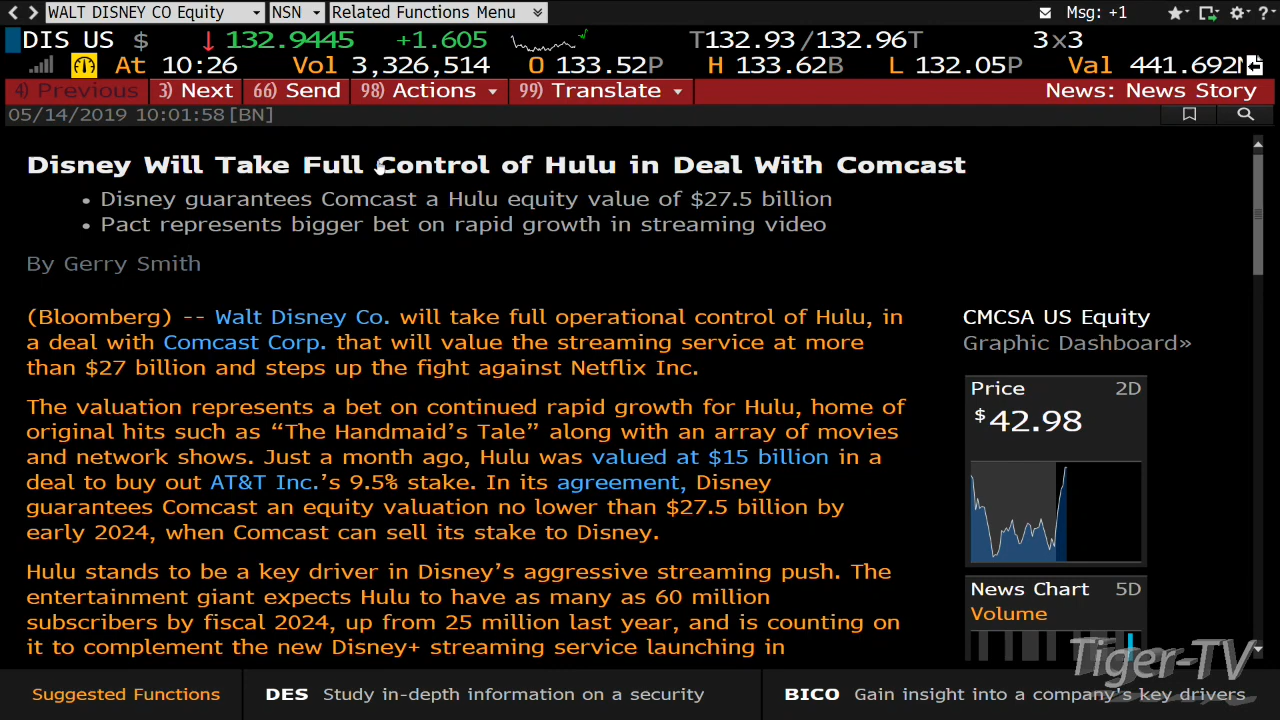 WALT DISNEY CO Equity NSN Related Functions Menu Msg: +1
DIS US $ ↓ 132.9445 +1.605 T132.93/132.96T 3x3
At 10:26 Vol 3,326,514 O 133.52P H 133.62B L 132.05P Val 441.692M
4) Previous 3) Next 66) Send 98) Actions 99) Translate News: News Story
05/14/2019 10:01:58[BN]
Disney Will Take Full Control of Hulu in Deal With Comcast
• Disney guarantees Comcast a Hulu equity value of $27.5 billion
• Pact represents bigger bet on rapid growth in streaming video
By Gerry Smith
(Bloomberg) -- Walt Disney Co. will take full operational control of Hulu, in
a deal with Comcast Corp. that will value the streaming service at more
than $27 billion and steps up the fight against Netflix Inc.
The valuation represents a bet on continued rapid growth for Hulu, home of
original hits such as “The Handmaid’s Tale” along with an array of movies
and network shows. Just a month ago, Hulu was valued at $15 billion in a
deal to buy out AT&T Inc.’s 9.5% stake. In its agreement, Disney
guarantees Comcast an equity valuation no lower than $27.5 billion by
early 2024, when Comcast can sell its stake to Disney.
Hulu stands to be a key driver in Disney’s aggressive streaming push. The
entertainment giant expects Hulu to have as many as 60 million
subscribers by fiscal 2024, up from 25 million last year, and is counting on
it to complement the new Disney+ streaming service launching in
CMCSA US Equity
Graphic Dashboard»
Price 2D
$42.98
News Chart 5D
Volume
Tiger-TV
Suggested Functions DES Study in-depth information on a security BICO Gain insight into a company's key drivers